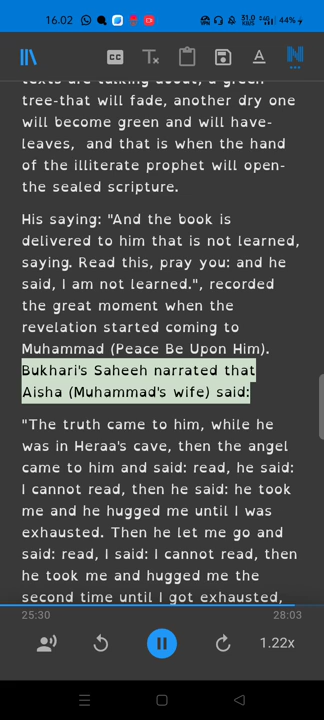 16.02
51.0
KB/S
44%
CC
N
texts are talking about, a green
tree-that will fade, another dry one
will become green and will have-
leaves, and that is when the hand
of the illiterate prophet will open-
the sealed scripture.
His saying: "And the book is
delivered to him that is not learned,
saying. Read this, pray you: and he
said, I am not learned.", recorded
the great moment when the
revelation started coming to
Muhammad (Peace Be Upon Him).
Bukhari's Saheeh narrated that
Aisha (Muhammad's wife) said:
"The truth came to him, while he
was in Heraa's cave, then the angel
came to him and said: read, he said:
I cannot read, then he said: he took
me and he hugged me until I was
exhausted. Then he let me go and
said: read, I said: I cannot read, then
he took me and hugged me the
second time until I got exhausted,
25:30
28:03
1.22x